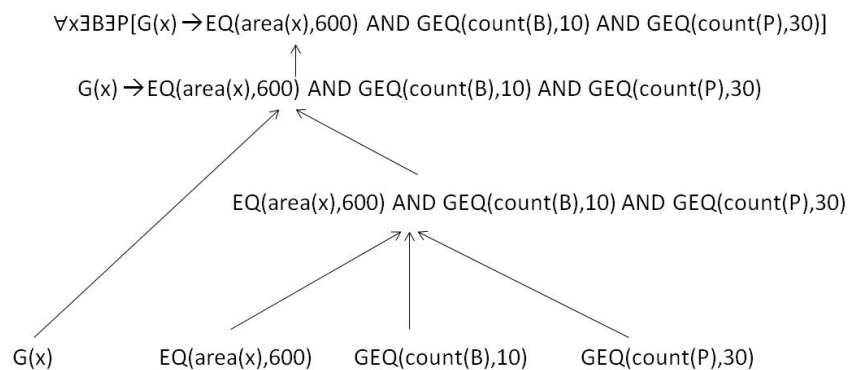 ∀x∃B∃P[G(x)→EQ(area(x),600) AND GEQ(count(B),10) AND GEQ(count(P),30)]
G(x)→EQ(area(x),600) AND GEQ(count(B),10) AND GEQ(count(P),30)
EQ(area(x),600) AND GEQ(count(B),10) AND GEQ(count(P),30)
G(x) EQ(area(x),600) GEQ(count(B),10) GEQ(count(P),30)